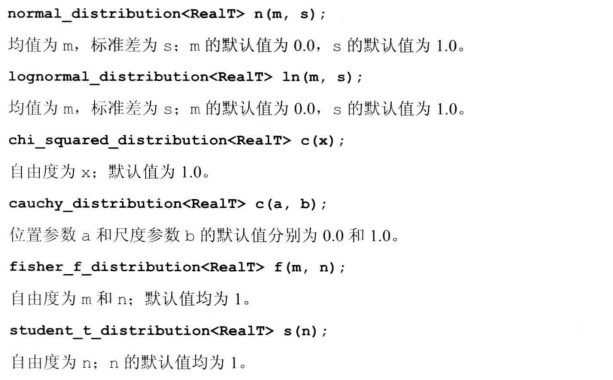 normal_distribution<RealT> n(m, s);
均值为 m，标准差为 s；m 的默认值为 0.0，s 的默认值为 1.0。
lognormal_distribution<RealT> ln(m, s);
均值为 m，标准差为 s；m 的默认值为 0.0，s 的默认值为 1.0。
chi_squared_distribution<RealT> c(x);
自由度为 x；默认值为 1.0。
cauchy_distribution<RealT> c(a, b);
位置参数 a 和尺度参数 b 的默认值分别为 0.0 和 1.0。
fisher_f_distribution<RealT> f(m, n);
自由度为 m 和 n；默认值均为 1。
student_t_distribution<RealT> s(n);
自由度为 n；n 的默认值均为 1。